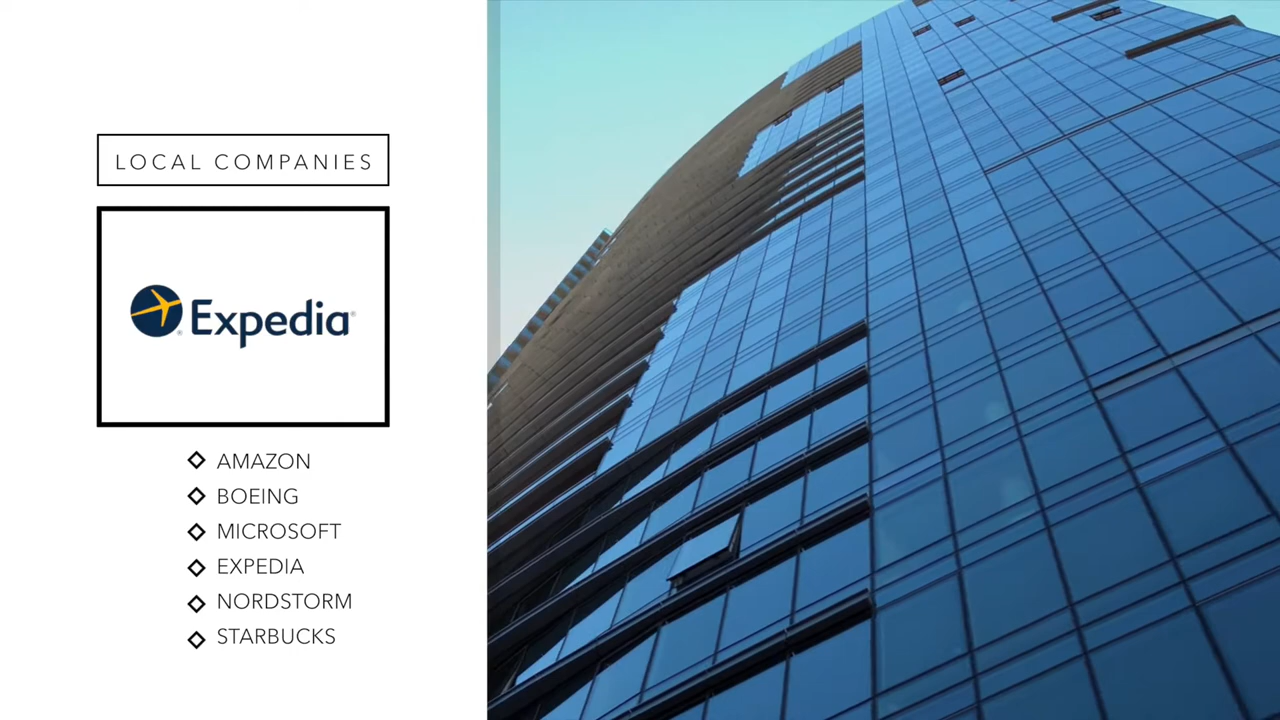 LOCAL COMPANIES
Expedia
AMAZON
BOEING
MICROSOFT
EXPEDIA
NORDSTORM
STARBUCKS